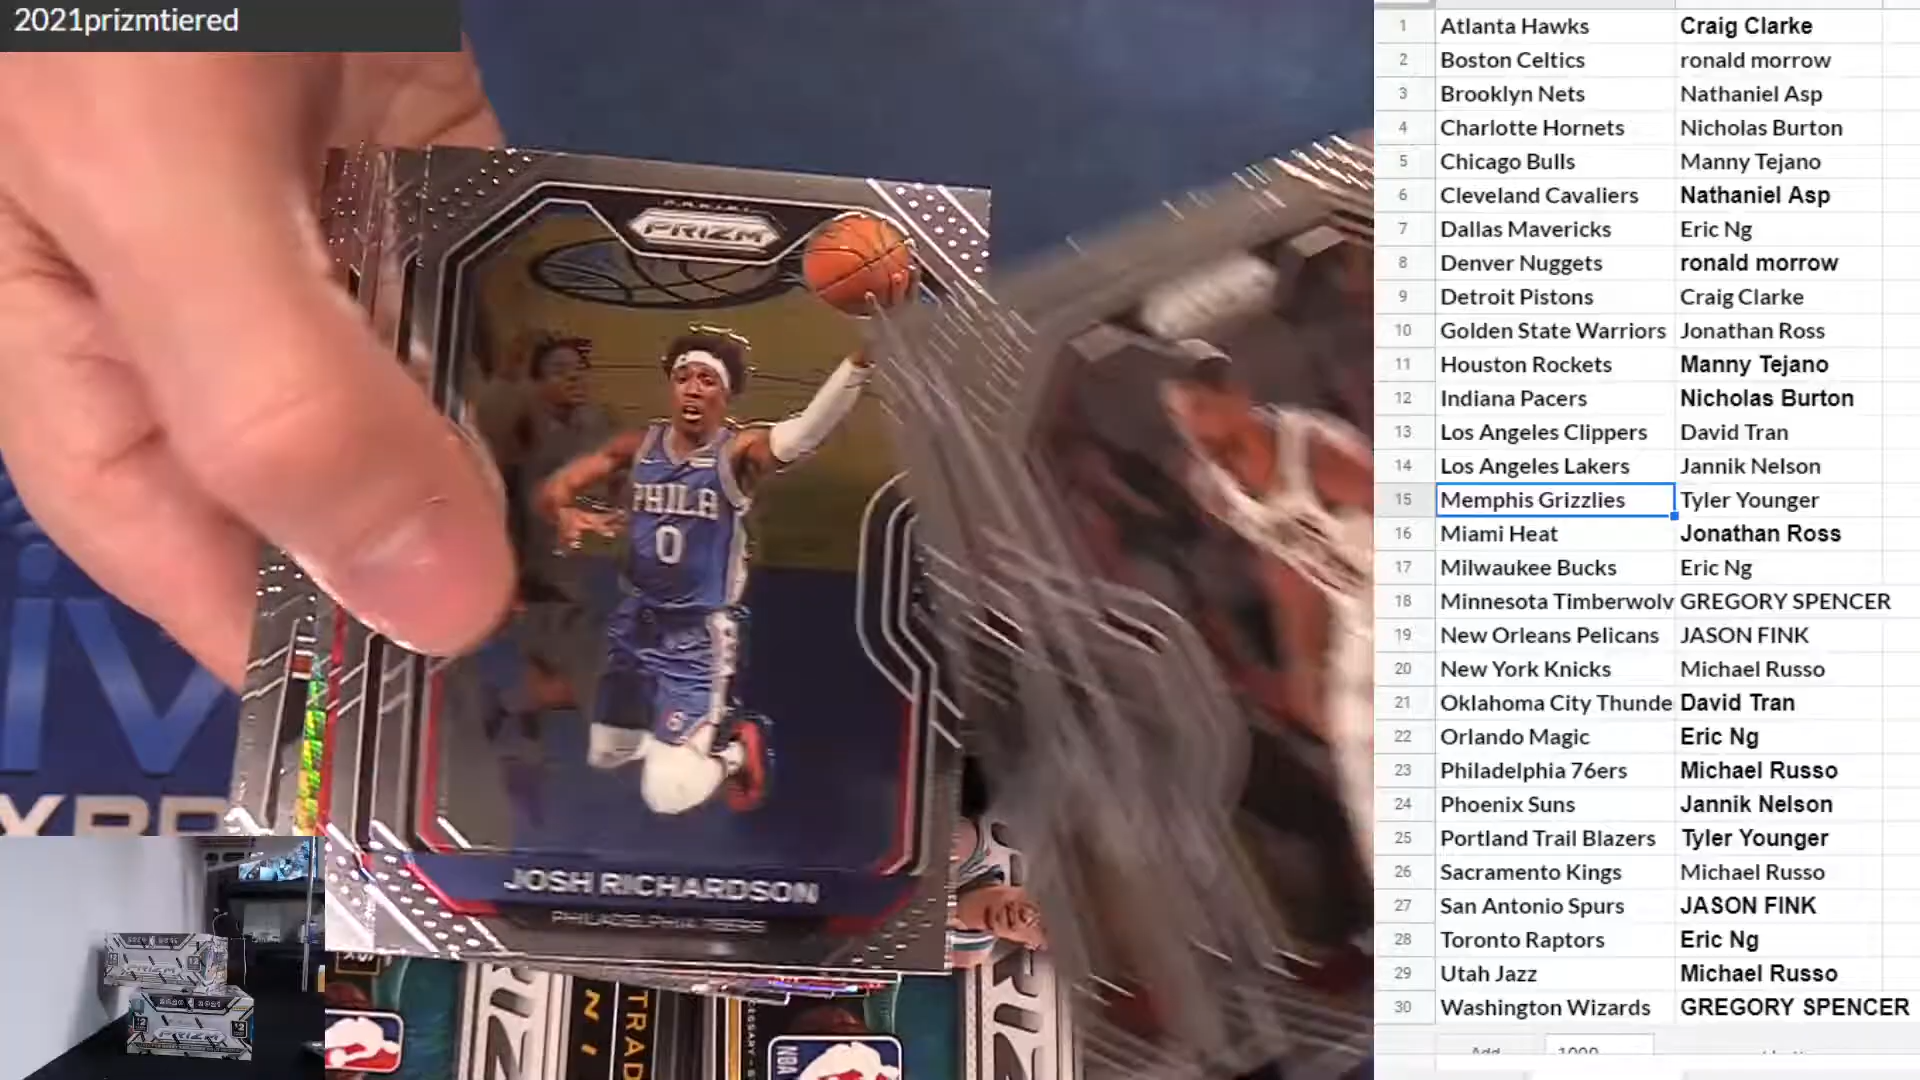 2021prizmtiered
PRIZM
PHILA
0
JOSH RICHARDSON
PHILADELPHIA 76ERS
NBA
1 Atlanta Hawks Craig Clarke
2 Boston Celtics ronald morrow
3 Brooklyn Nets Nathaniel Asp
4 Charlotte Hornets Nicholas Burton
5 Chicago Bulls Manny Tejano
6 Cleveland Cavaliers Nathaniel Asp
7 Dallas Mavericks Eric Ng
8 Denver Nuggets ronald morrow
9 Detroit Pistons Craig Clarke
10 Golden State Warriors Jonathan Ross
11 Houston Rockets Manny Tejano
12 Indiana Pacers Nicholas Burton
13 Los Angeles Clippers David Tran
14 Los Angeles Lakers Jannik Nelson
15 Memphis Grizzlies Tyler Younger
16 Miami Heat Jonathan Ross
17 Milwaukee Bucks Eric Ng
18 Minnesota Timberwolv GREGORY SPENCER
19 New Orleans Pelicans JASON FINK
20 New York Knicks Michael Russo
21 Oklahoma City Thunde David Tran
22 Orlando Magic Eric Ng
23 Philadelphia 76ers Michael Russo
24 Phoenix Suns Jannik Nelson
25 Portland Trail Blazers Tyler Younger
26 Sacramento Kings Michael Russo
27 San Antonio Spurs JASON FINK
28 Toronto Raptors Eric Ng
29 Utah Jazz Michael Russo
30 Washington Wizards GREGORY SPENCER